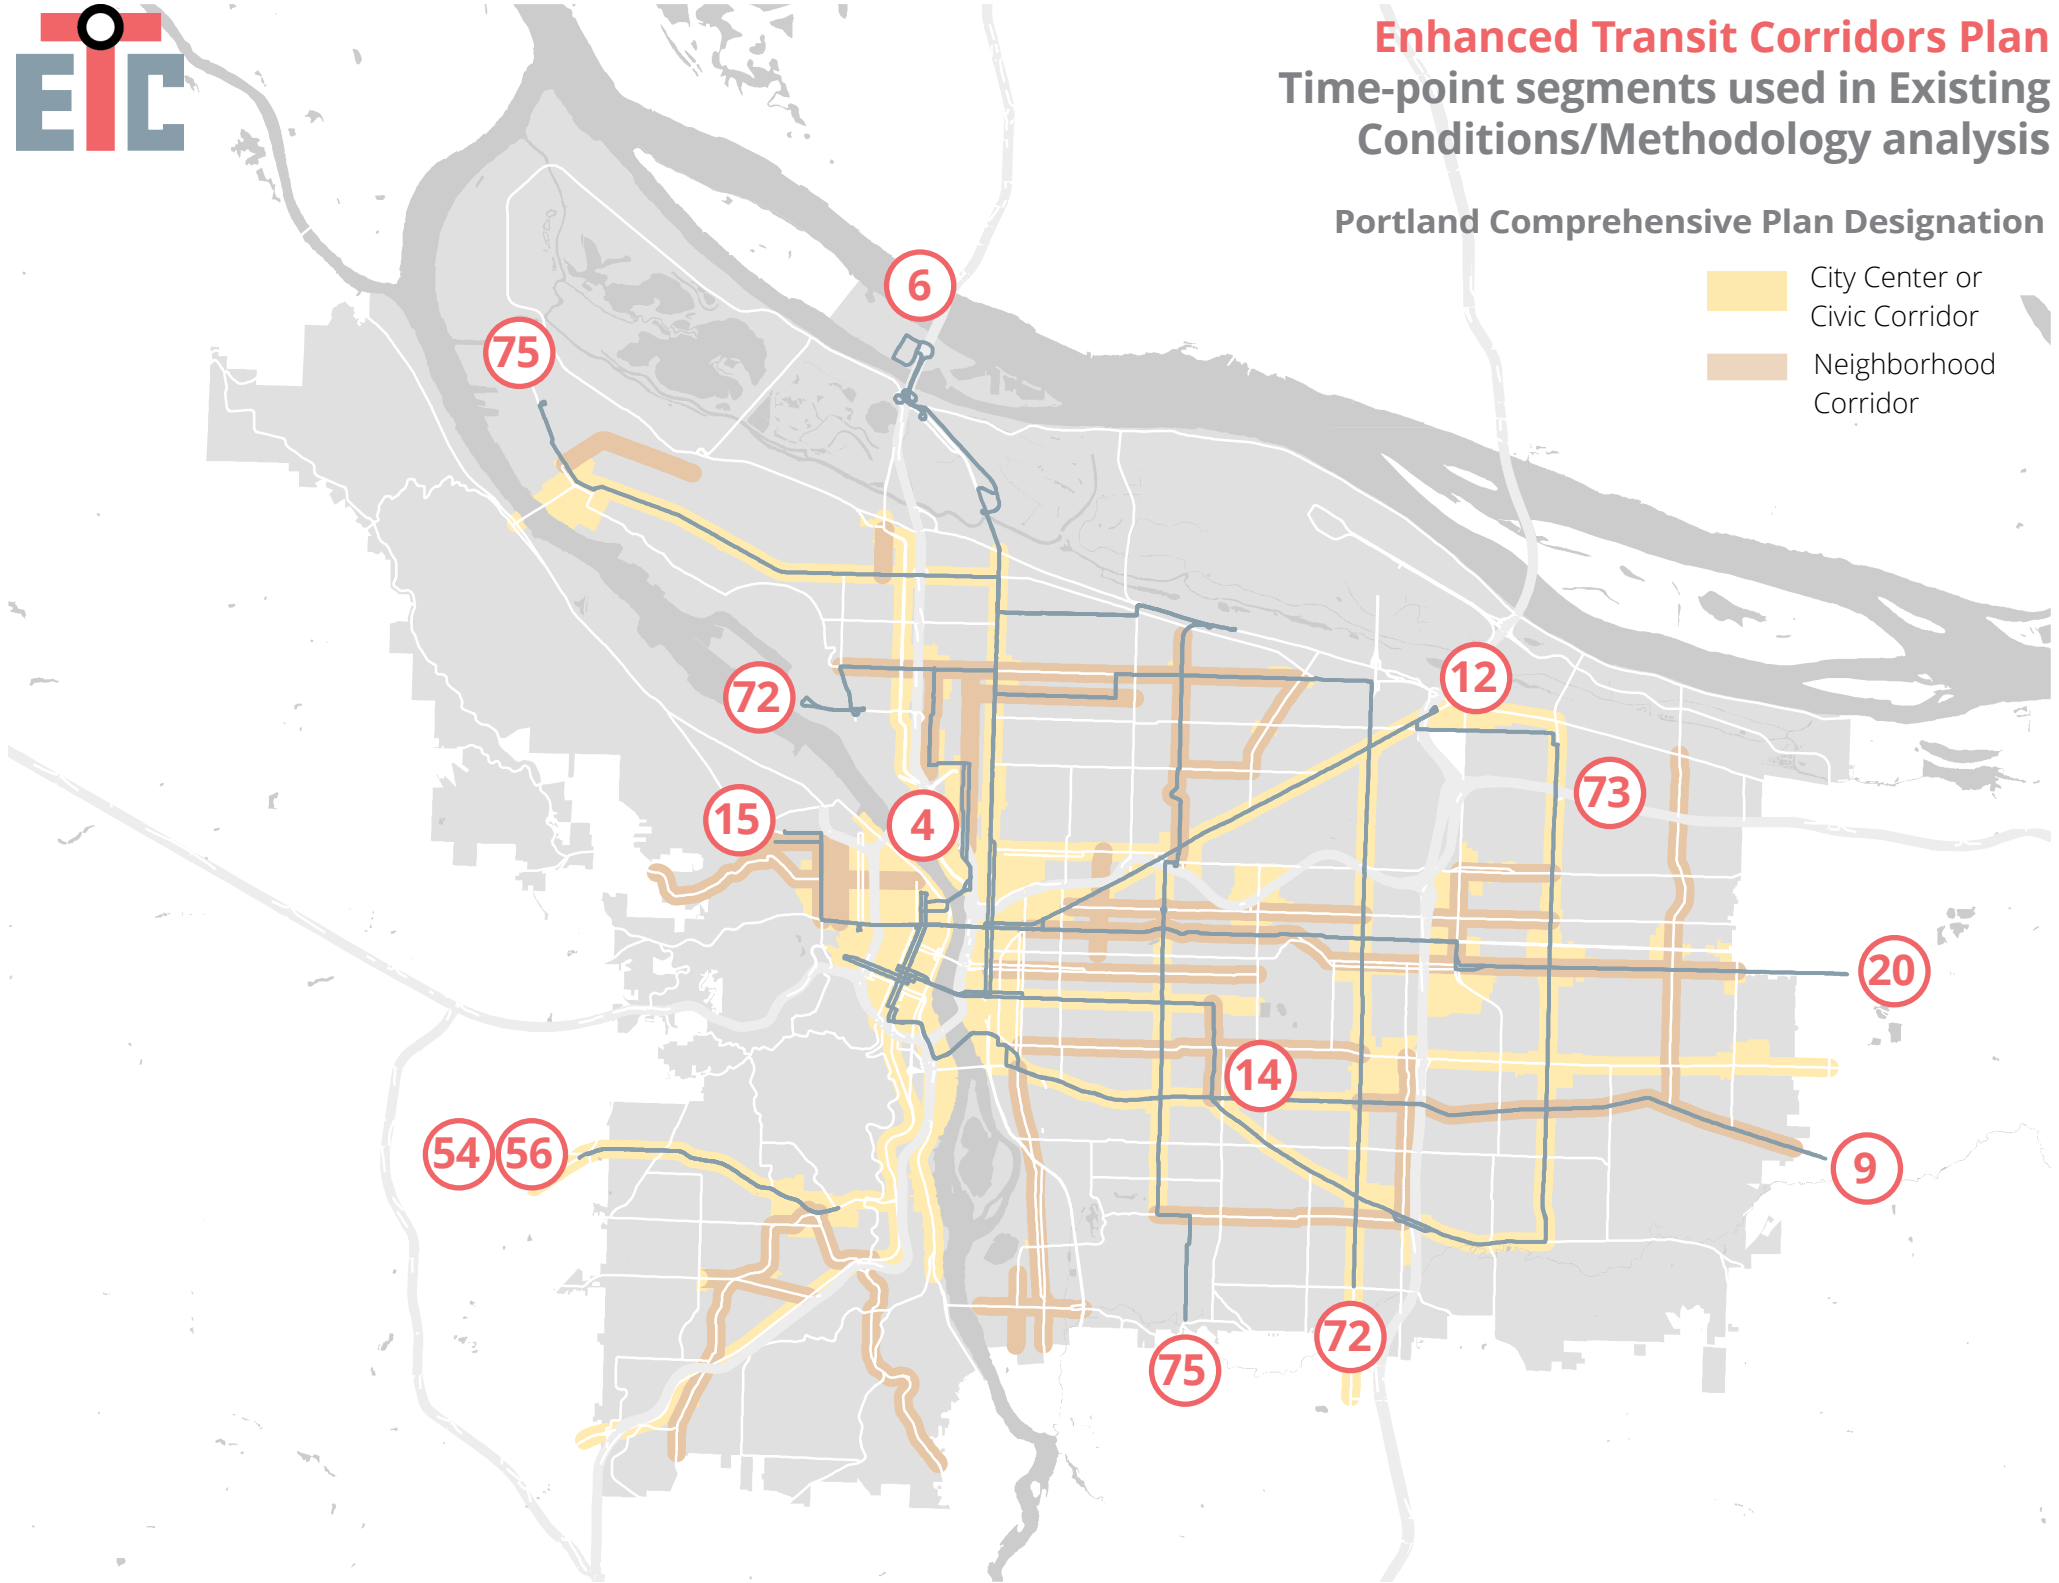 ETC
Enhanced Transit Corridors Plan
Time-point segments used in Existing
Conditions/Methodology analysis
Portland Comprehensive Plan Designation
City Center or
Civic Corridor
Neighborhood
Corridor
6
75
72
12
73
15
4
20
14
54
56
9
72
75